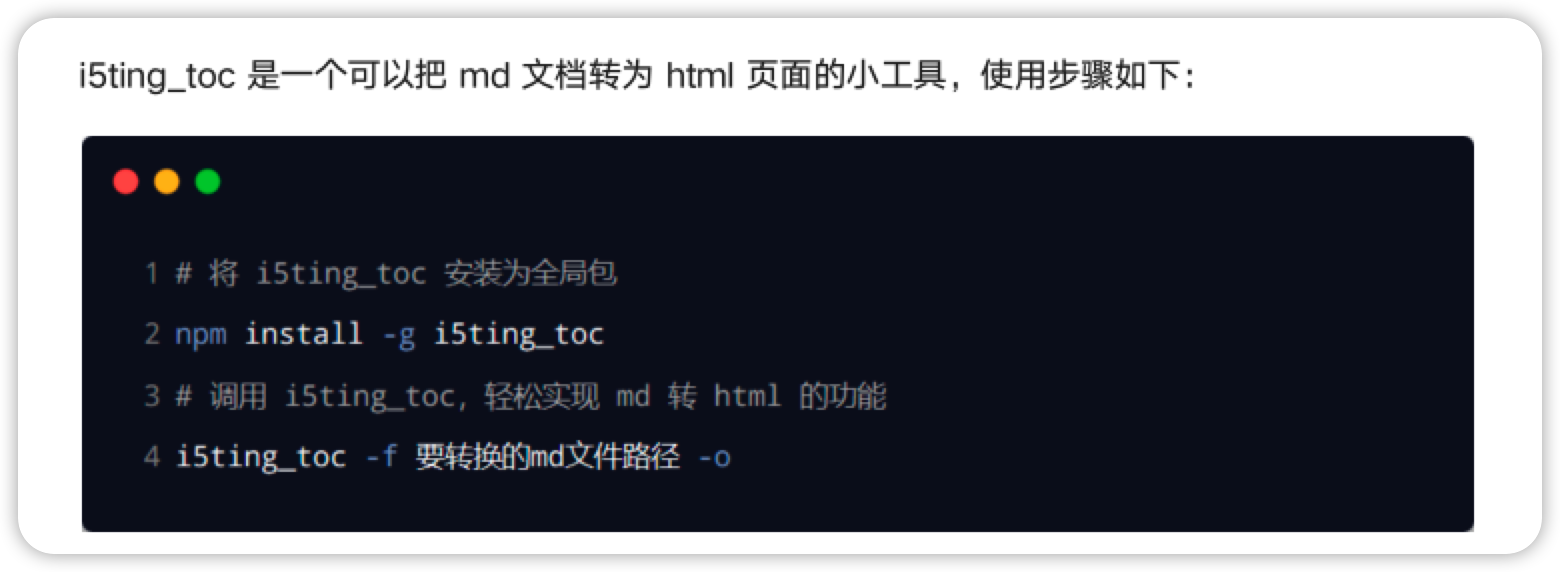 i5ting_toc 是一个可以把 md 文档转为 html 页面的小工具，使用步骤如下：
1 # 将 i5ting_toc 安装为全局包
2 npm install -g i5ting_toc
3 # 调用 i5ting_toc，轻松实现 md 转 html 的功能
4 i5ting_toc -f 要转换的md文件路径 -o